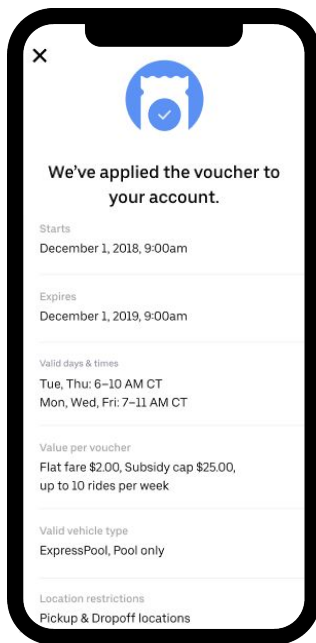 We've applied the voucher to
your account.
Starts
December 1, 2018, 9:00am
Expires
December 1, 2019, 9:00am
Valid days & times
Tue, Thu: 6–10 AM CT
Mon, Wed, Fri: 7–11 AM CT
Value per voucher
Flat fare $2.00, Subsidy cap $25.00,
up to 10 rides per week
Valid vehicle type
ExpressPool, Pool only
Location restrictions
Pickup & Dropoff locations